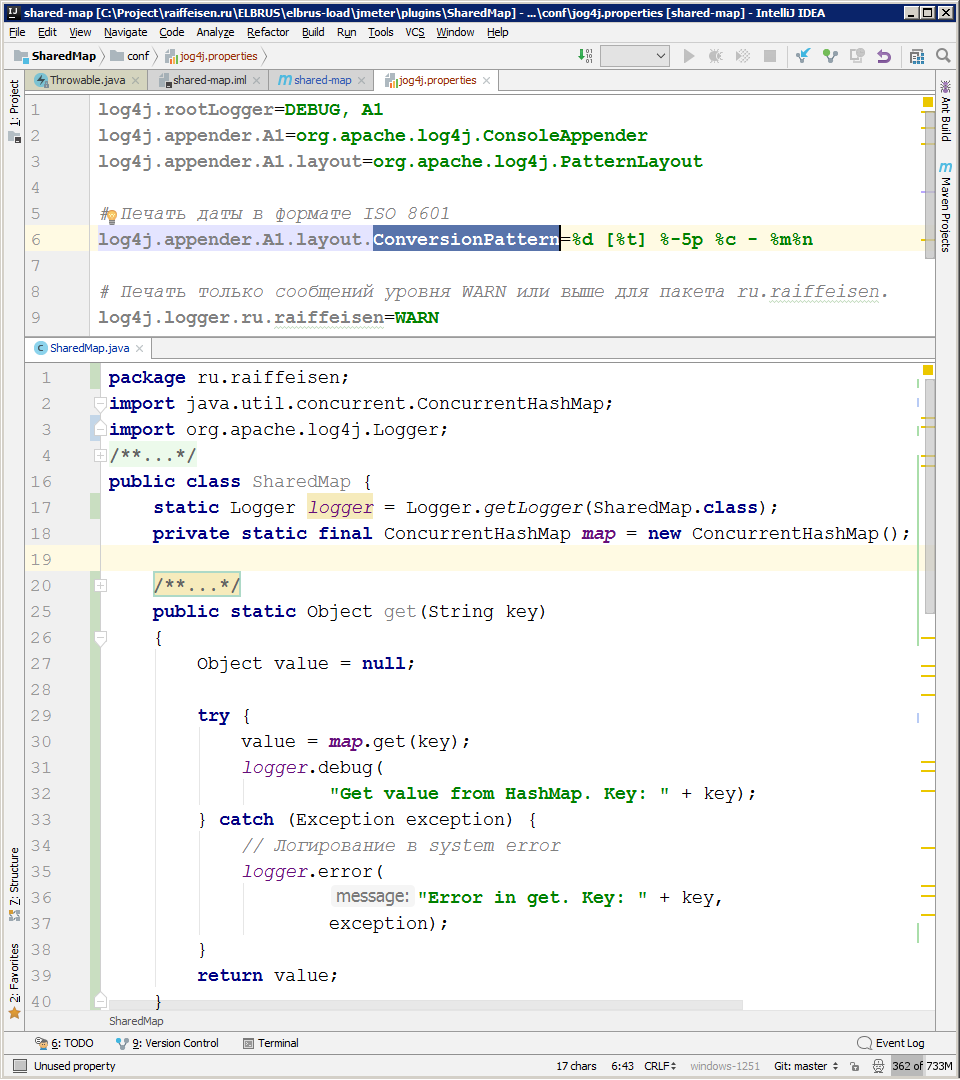 shared-map [C:\Project\raiffeisen.ru\ELBRUS\elbrus-load\jmeter\plugins\SharedMap] - ...\conf\jog4j.properties [shared-map] - IntelliJ IDEA
File Edit View Navigate Code Analyze Refactor Build Run Tools VCS Window Help
SharedMap conf jog4j.properties
Throwable.java shared-map.iml shared-map jog4j.properties
1: Project
Ant Build
Maven Projects
1 log4j.rootLogger=DEBUG, A1
2 log4j.appender.A1=org.apache.log4j.ConsoleAppender
3 log4j.appender.A1.layout=org.apache.log4j.PatternLayout
4
5 # Печать даты в формате ISO 8601
6 log4j.appender.A1.layout.ConversionPattern=%d [%t] %-5p %c - %m%n
7
8 # Печать только сообщений уровня WARN или выше для пакета ru.raiffeisen.
9 log4j.logger.ru.raiffeisen=WARN
SharedMap.java
1 package ru.raiffeisen;
2 import java.util.concurrent.ConcurrentHashMap;
3 import org.apache.log4j.Logger;
4 /**...*/
16 public class SharedMap {
17 static Logger logger = Logger.getLogger(SharedMap.class);
18 private static final ConcurrentHashMap map = new ConcurrentHashMap();
19
20 /**...*/
25 public static Object get(String key)
26 {
27 Object value = null;
28
29 try {
30 value = map.get(key);
31 logger.debug(
32 "Get value from HashMap. Key: " + key);
33 } catch (Exception exception) {
34 // Логирование в system error
35 logger.error(
36 message: "Error in get. Key: " + key,
37 exception);
38 }
39 return value;
40 }
7: Structure
2: Favorites
SharedMap
6: TODO 9: Version Control Terminal Event Log
Unused property 17 chars 6:43 CRLF windows-1251 Git: master 362 of 733M